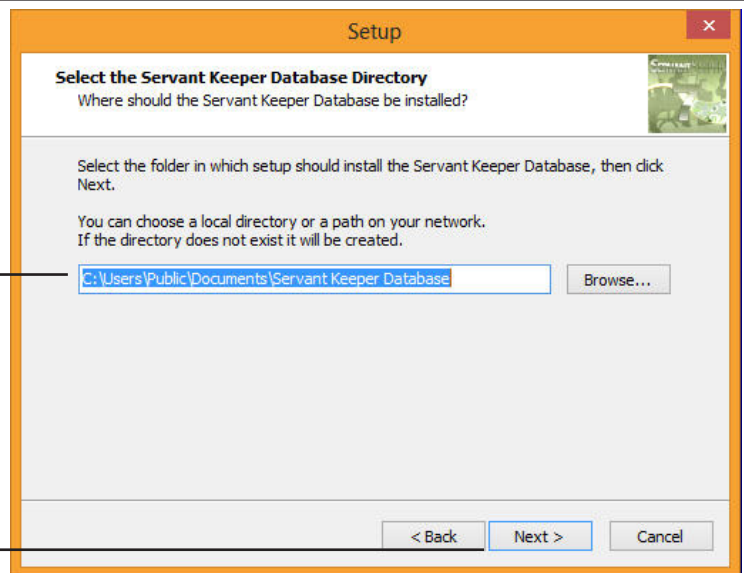 Setup
Select the Servant Keeper Database Directory
Where should the Servant Keeper Database be installed?
Select the folder in which setup should install the Servant Keeper Database, then click
Next.
You can choose a local directory or a path on your network.
If the directory does not exist it will be created.
C:\Users\Public\Documents\Servant Keeper Database
Browse...
< Back
Next >
Cancel